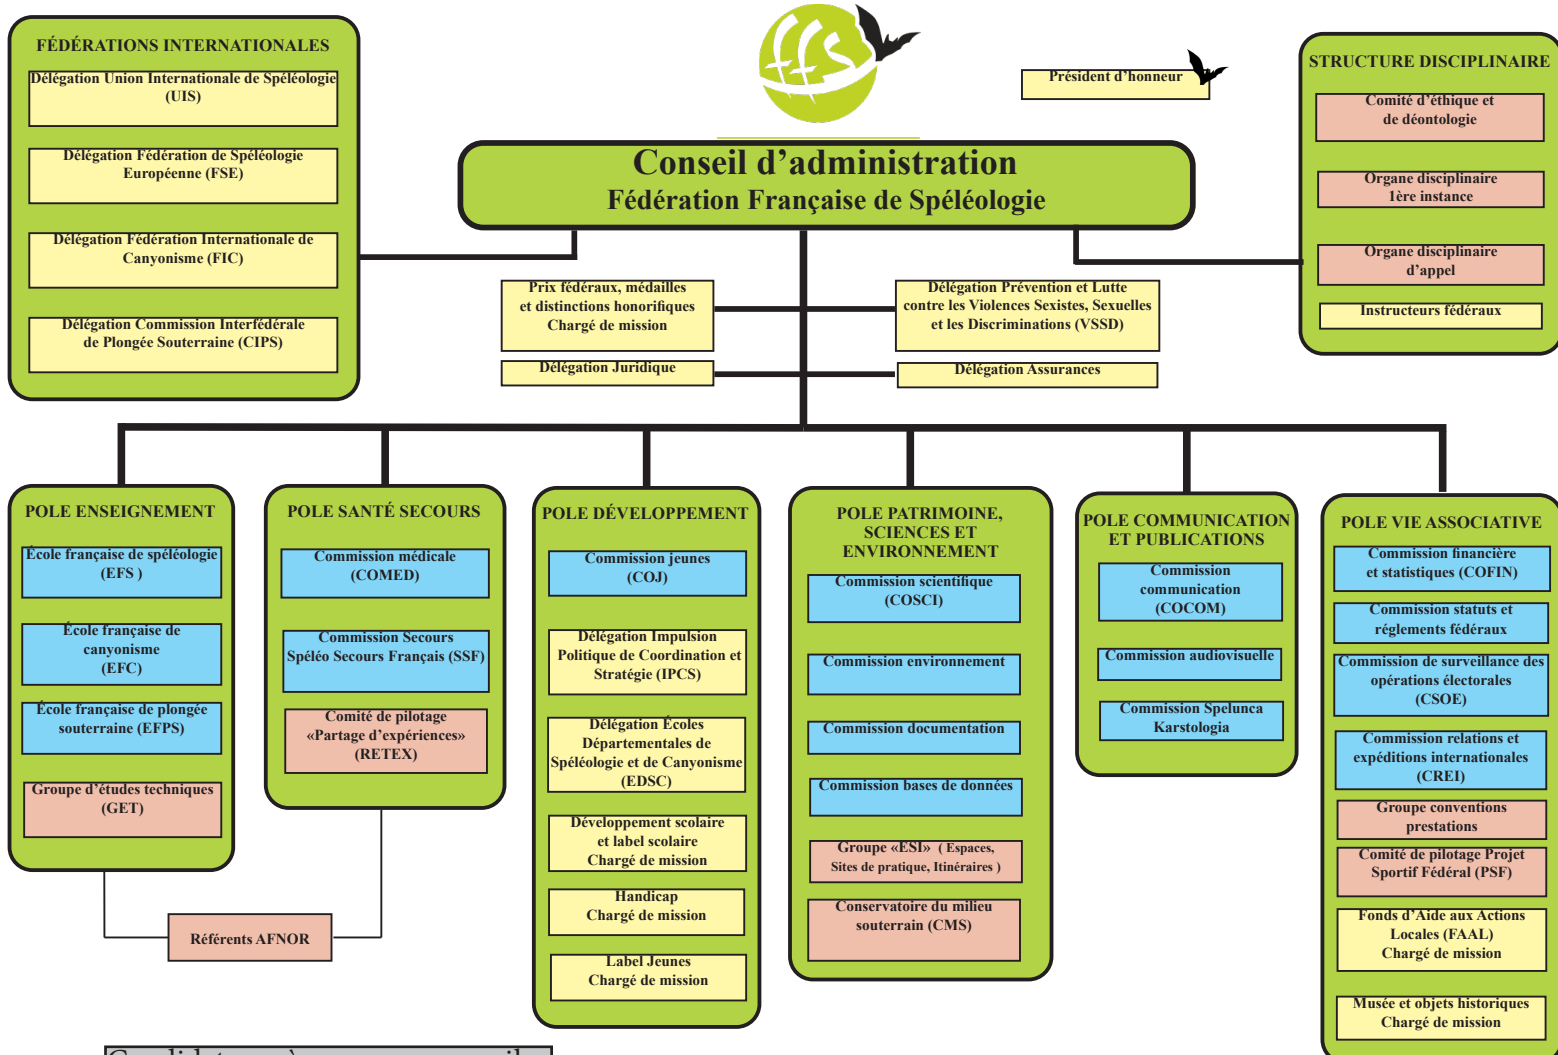 FÉDÉRATIONS INTERNATIONALES
Délégation Union Internationale de Spéléologie
(UIS)
Délégation Fédération de Spéléologie
Européenne (FSE)
Délégation Fédération Internationale de
Canyonisme (FIC)
Délégation Commission Interfédérale
de Plongée Souterraine (CIPS)
ffs
Président d'honneur
STRUCTURE DISCIPLINAIRE
Comité d'éthique et
de déontologie
Organe disciplinaire
1ère instance
Organe disciplinaire
d'appel
Instructeurs fédéraux
Conseil d'administration
Fédération Française de Spéléologie
Prix fédéraux, médailles
et distinctions honorifiques
Chargé de mission
Délégation Prévention et Lutte
contre les Violences Sexistes, Sexuelles
et les Discriminations (VSSD)
Délégation Juridique
Délégation Assurances
POLE ENSEIGNEMENT
École française de spéléologie
(EFS )
École française de
canyonisme
(EFC)
École française de plongée
souterraine (EFPS)
Groupe d'études techniques
(GET)
POLE SANTÉ SECOURS
Commission médicale
(COMED)
Commission Secours
Spéléo Secours Français (SSF)
Comité de pilotage
«Partage d'expériences»
(RETEX)
Référents AFNOR
POLE DÉVELOPPEMENT
Commission jeunes
(COJ)
Délégation Impulsion
Politique de Coordination et
Stratégie (IPCS)
Délégation Écoles
Départementales de
Spéléologie et de Canyonisme
(EDSC)
Développement scolaire
et label scolaire
Chargé de mission
Handicap
Chargé de mission
Label Jeunes
Chargé de mission
POLE PATRIMOINE,
SCIENCES ET
ENVIRONNEMENT
Commission scientifique
(COSCI)
Commission environnement
Commission documentation
Commission bases de données
Groupe «ESI» ( Espaces,
Sites de pratique, Itinéraires )
Conservatoire du milieu
souterrain (CMS)
POLE COMMUNICATION
ET PUBLICATIONS
Commission
communication
(COCOM)
Commission audiovisuelle
Commission Spelunca
Karstologia
POLE VIE ASSOCIATIVE
Commission financière
et statistiques (COFIN)
Commission statuts et
réglements fédéraux
Commission de surveillance des
opérations électorales
(CSOE)
Commission relations et
expéditions internationales
(CREI)
Groupe conventions
prestations
Comité de pilotage Projet
Sportif Fédéral (PSF)
Fonds d'Aide aux Actions
Locales (FAAL)
Chargé de mission
Musée et objets historiques
Chargé de mission